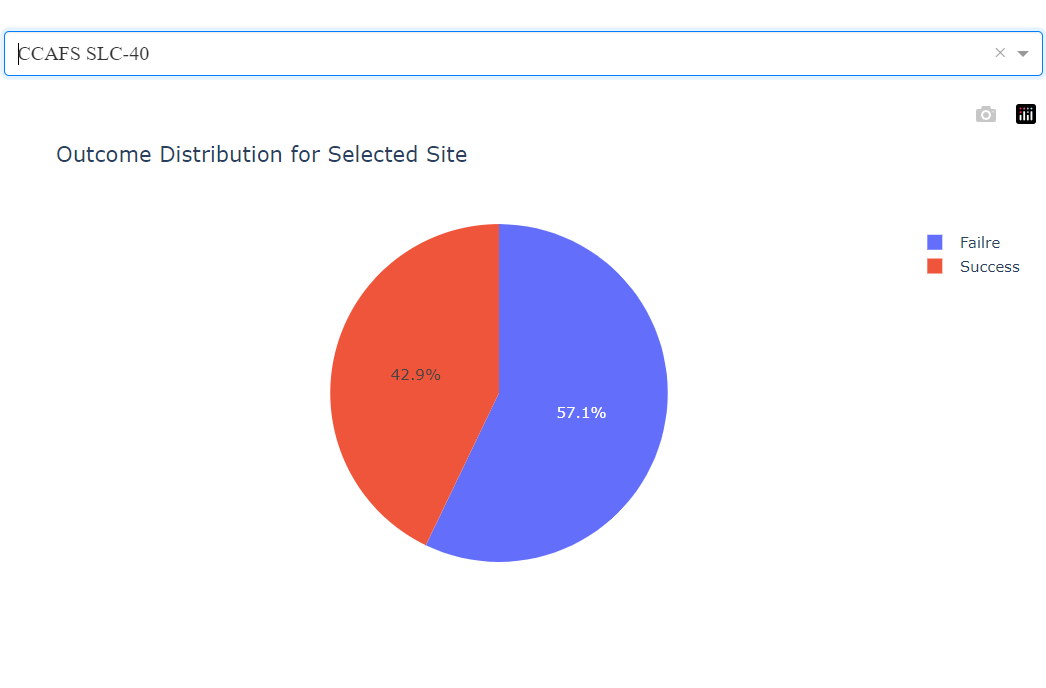 CCAFS SLC-40
Outcome Distribution for Selected Site
Failre
Success
42.9%
57.1%